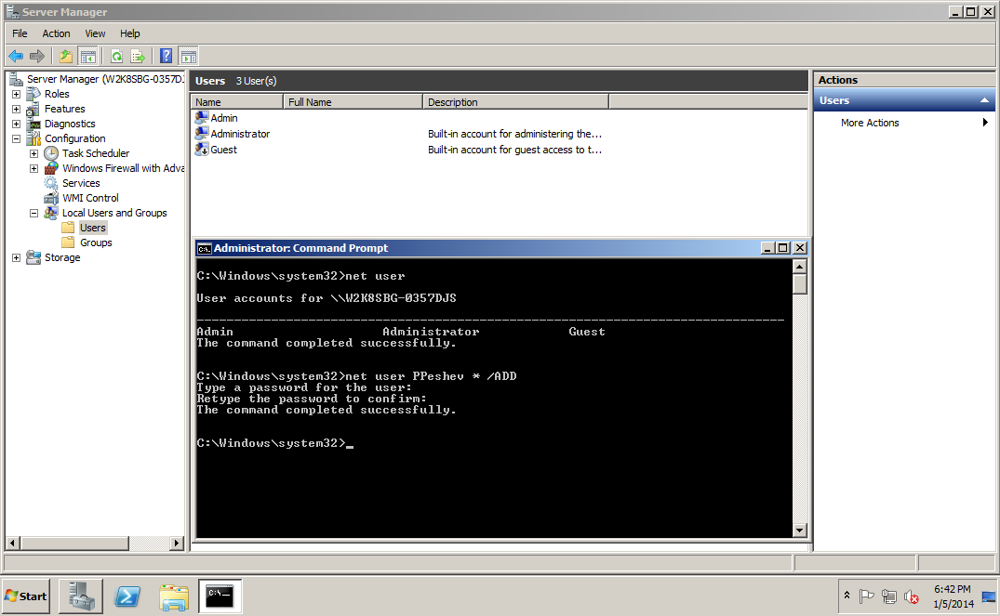 Server Manager
File Action View Help
Server Manager (W2K8SBG-0357DJ
Roles
Features
Diagnostics
Configuration
Task Scheduler
Windows Firewall with Adva
Services
WMI Control
Local Users and Groups
Users
Groups
Storage
Users 3 User(s)
Name Full Name Description
Admin
Administrator Built-in account for administering the...
Guest Built-in account for guest access to t...
Actions
Users
More Actions
Administrator: Command Prompt
C:\Windows\system32>net user
User accounts for \\W2K8SBG-0357DJS
-------------------------------------------------------------------------------
Admin Administrator Guest
The command completed successfully.
C:\Windows\system32>net user PPeshev * /ADD
Type a password for the user:
Retype the password to confirm:
The command completed successfully.
C:\Windows\system32>_
Start
C:\.
6:42 PM
1/5/2014